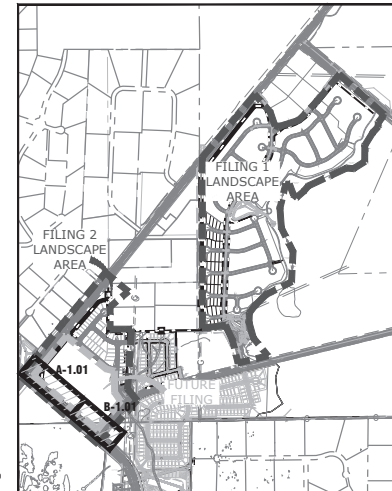 FILING 1
LANDSCAPE
AREA
FILING 2
LANDSCAPE
AREA
A-1.01
B-1.01
FUTURE
FILING